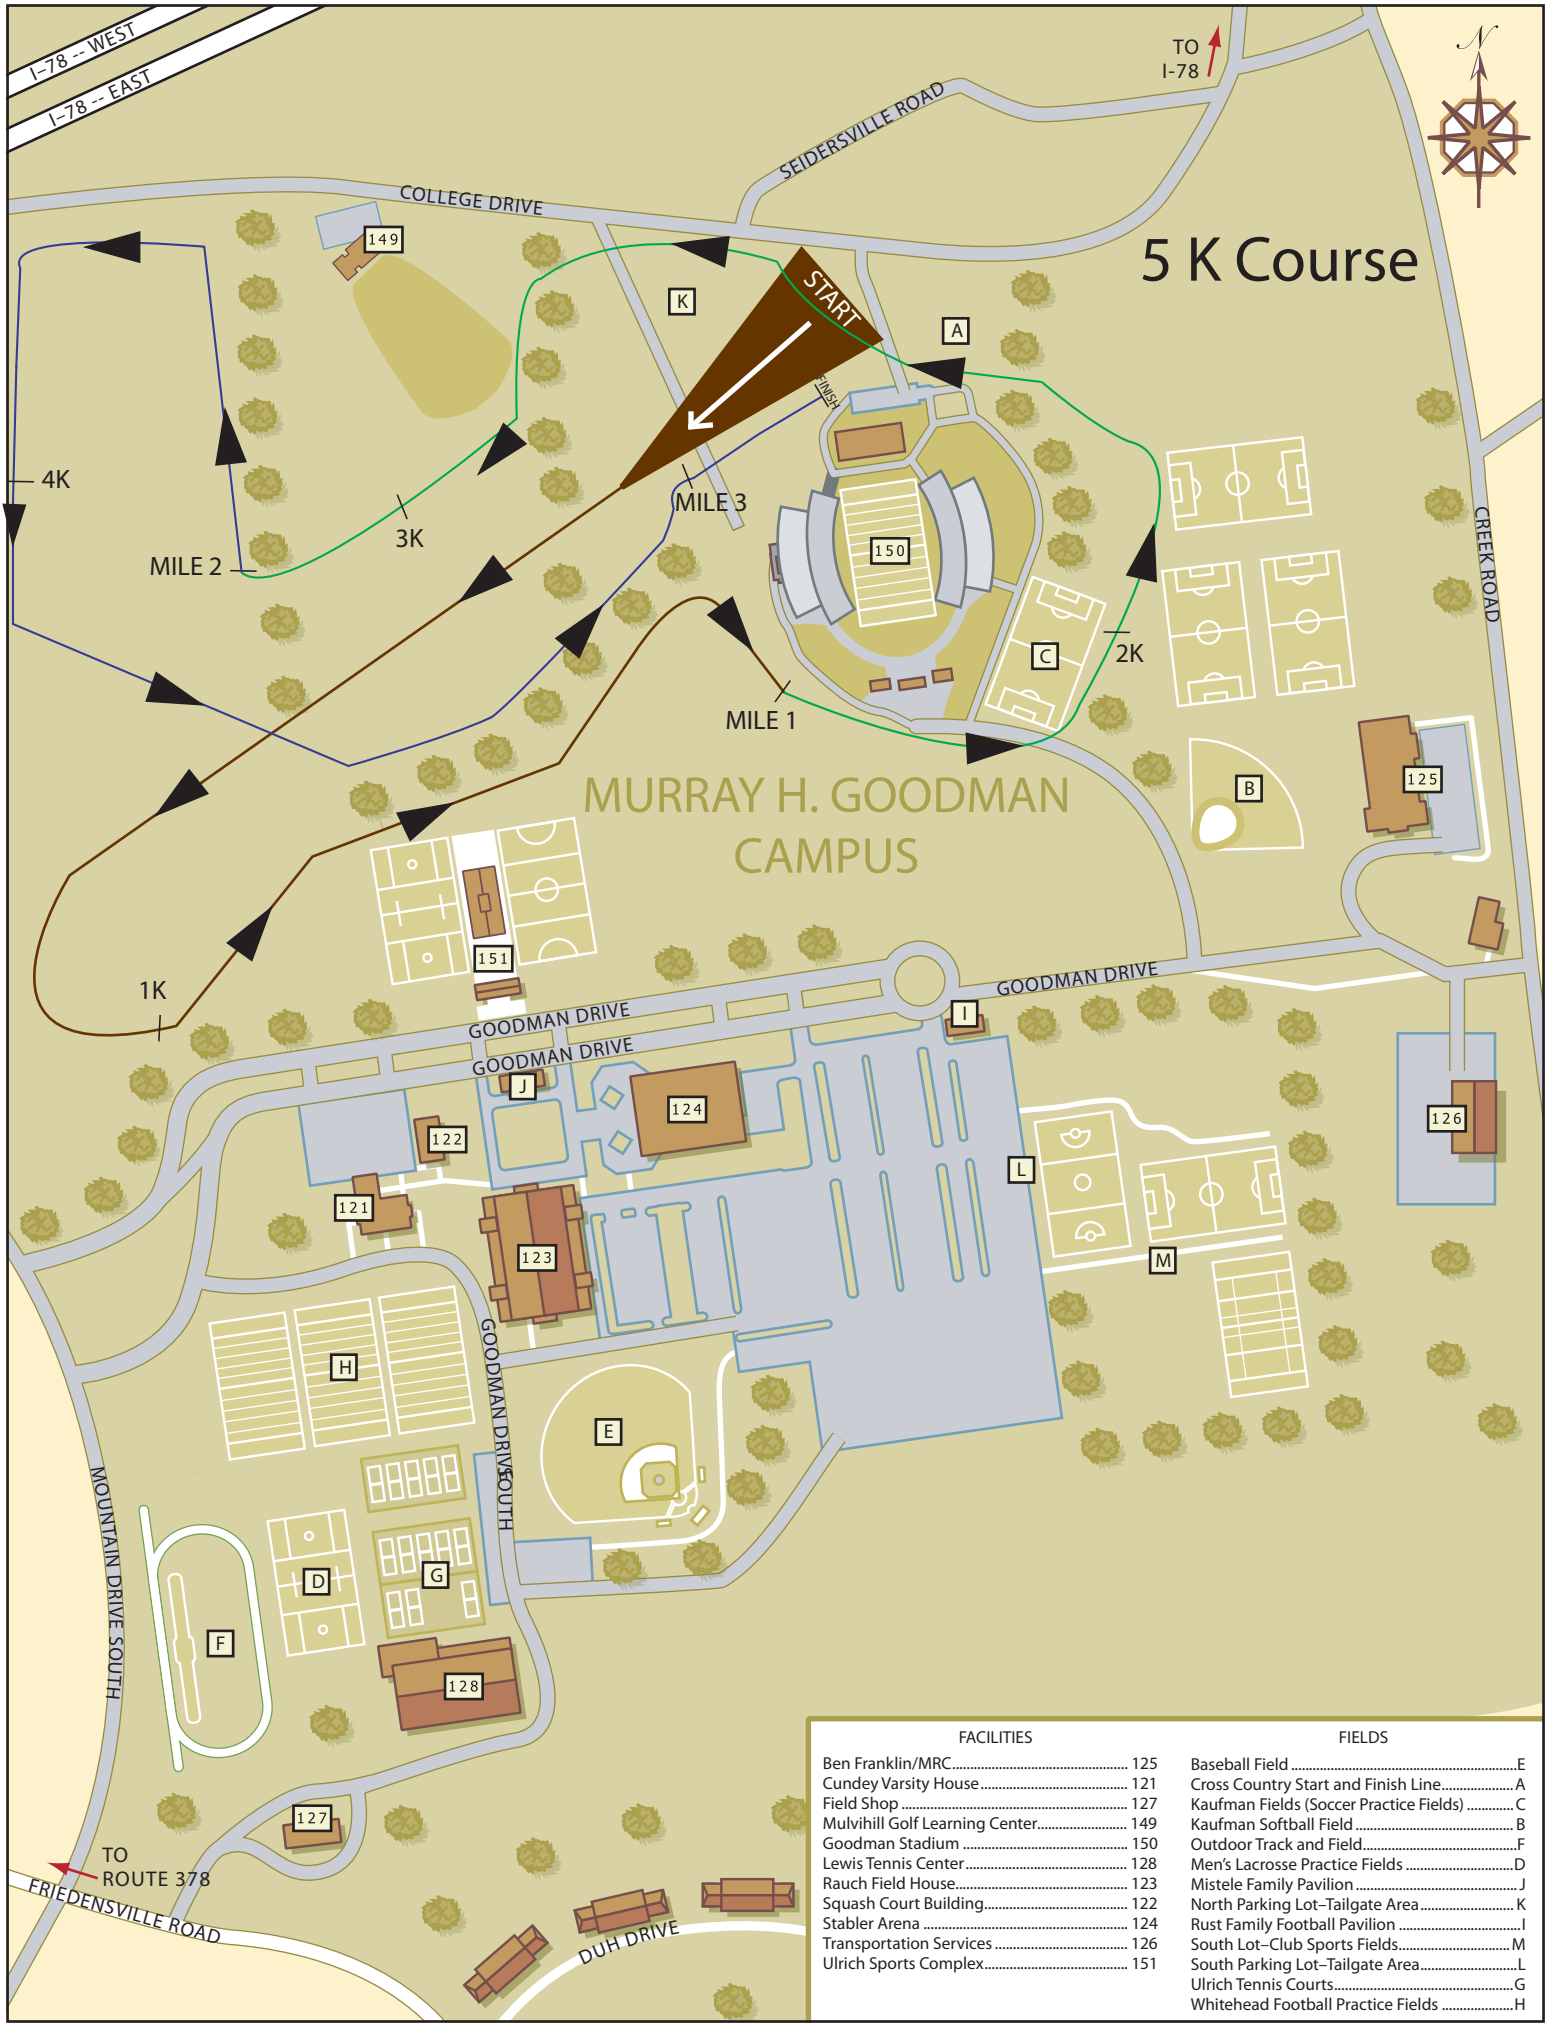 I–78 -- WEST
I–78 -- EAST
TO
I-78
N
SEIDERSVILLE ROAD
COLLEGE DRIVE
149
5 K Course
START
K
A
FINISH
4K
MILE 3
3K
CREEK ROAD
150
MILE 2
C
2K
MILE 1
125
B
MURRAY H. GOODMAN
CAMPUS
151
1K
GOODMAN DRIVE
GOODMAN DRIVE
I
GOODMAN DRIVE
J
124
126
122
L
121
123
M
H
GOODMAN DRIVE
SOUTH
E
MOUNTAIN DRIVE SOUTH
D
G
F
128
127
TO
ROUTE 378
FRIEDENSVILLE ROAD
DUH DRIVE
FACILITIES
Ben Franklin/MRC 125
Cundey Varsity House 121
Field Shop 127
Mulvihill Golf Learning Center 149
Goodman Stadium 150
Lewis Tennis Center 128
Rauch Field House 123
Squash Court Building 122
Stabler Arena 124
Transportation Services 126
Ulrich Sports Complex 151
FIELDS
Baseball Field E
Cross Country Start and Finish Line A
Kaufman Fields (Soccer Practice Fields) C
Kaufman Softball Field B
Outdoor Track and Field F
Men's Lacrosse Practice Fields D
Mistele Family Pavilion J
North Parking Lot–Tailgate Area K
Rust Family Football Pavilion I
South Lot–Club Sports Fields M
South Parking Lot–Tailgate Area L
Ulrich Tennis Courts G
Whitehead Football Practice Fields H